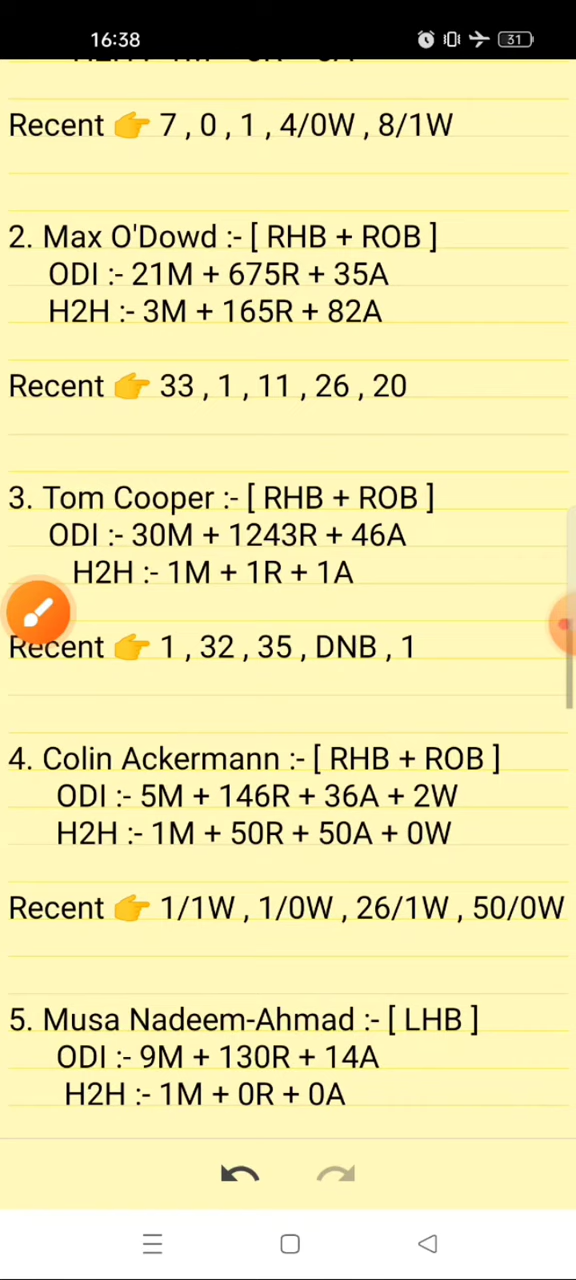 16:38
31
Recent 👉 7 , 0 , 1 , 4/0W , 8/1W
2. Max O'Dowd :- [ RHB + ROB ]
ODI :- 21M + 675R + 35A
H2H :- 3M + 165R + 82A
Recent 👉 33 , 1 , 11 , 26 , 20
3. Tom Cooper :- [ RHB + ROB ]
ODI :- 30M + 1243R + 46A
H2H :- 1M + 1R + 1A
Recent 👉 1 , 32 , 35 , DNB , 1
4. Colin Ackermann :- [ RHB + ROB ]
ODI :- 5M + 146R + 36A + 2W
H2H :- 1M + 50R + 50A + 0W
Recent 👉 1/1W , 1/0W , 26/1W , 50/0W
5. Musa Nadeem-Ahmad :- [ LHB ]
ODI :- 9M + 130R + 14A
H2H :- 1M + 0R + 0A